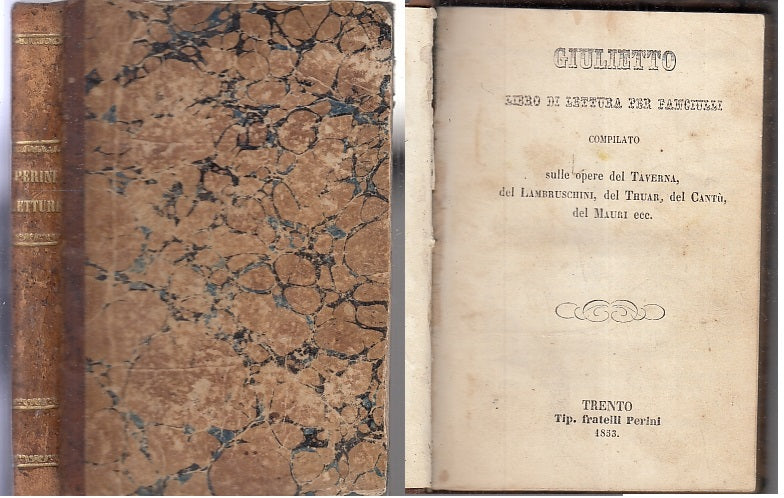 PERINI
LETTURE
GIULIETTO
LIBRO DI LETTURA PER FANCIULLI
COMPILATO
sulle opere del TAVERNA,
del LAMBRUSCHINI, del THUAR, del CANTÙ,
del MAURI ecc.
TRENTO
Tip. fratelli Perini
1853.